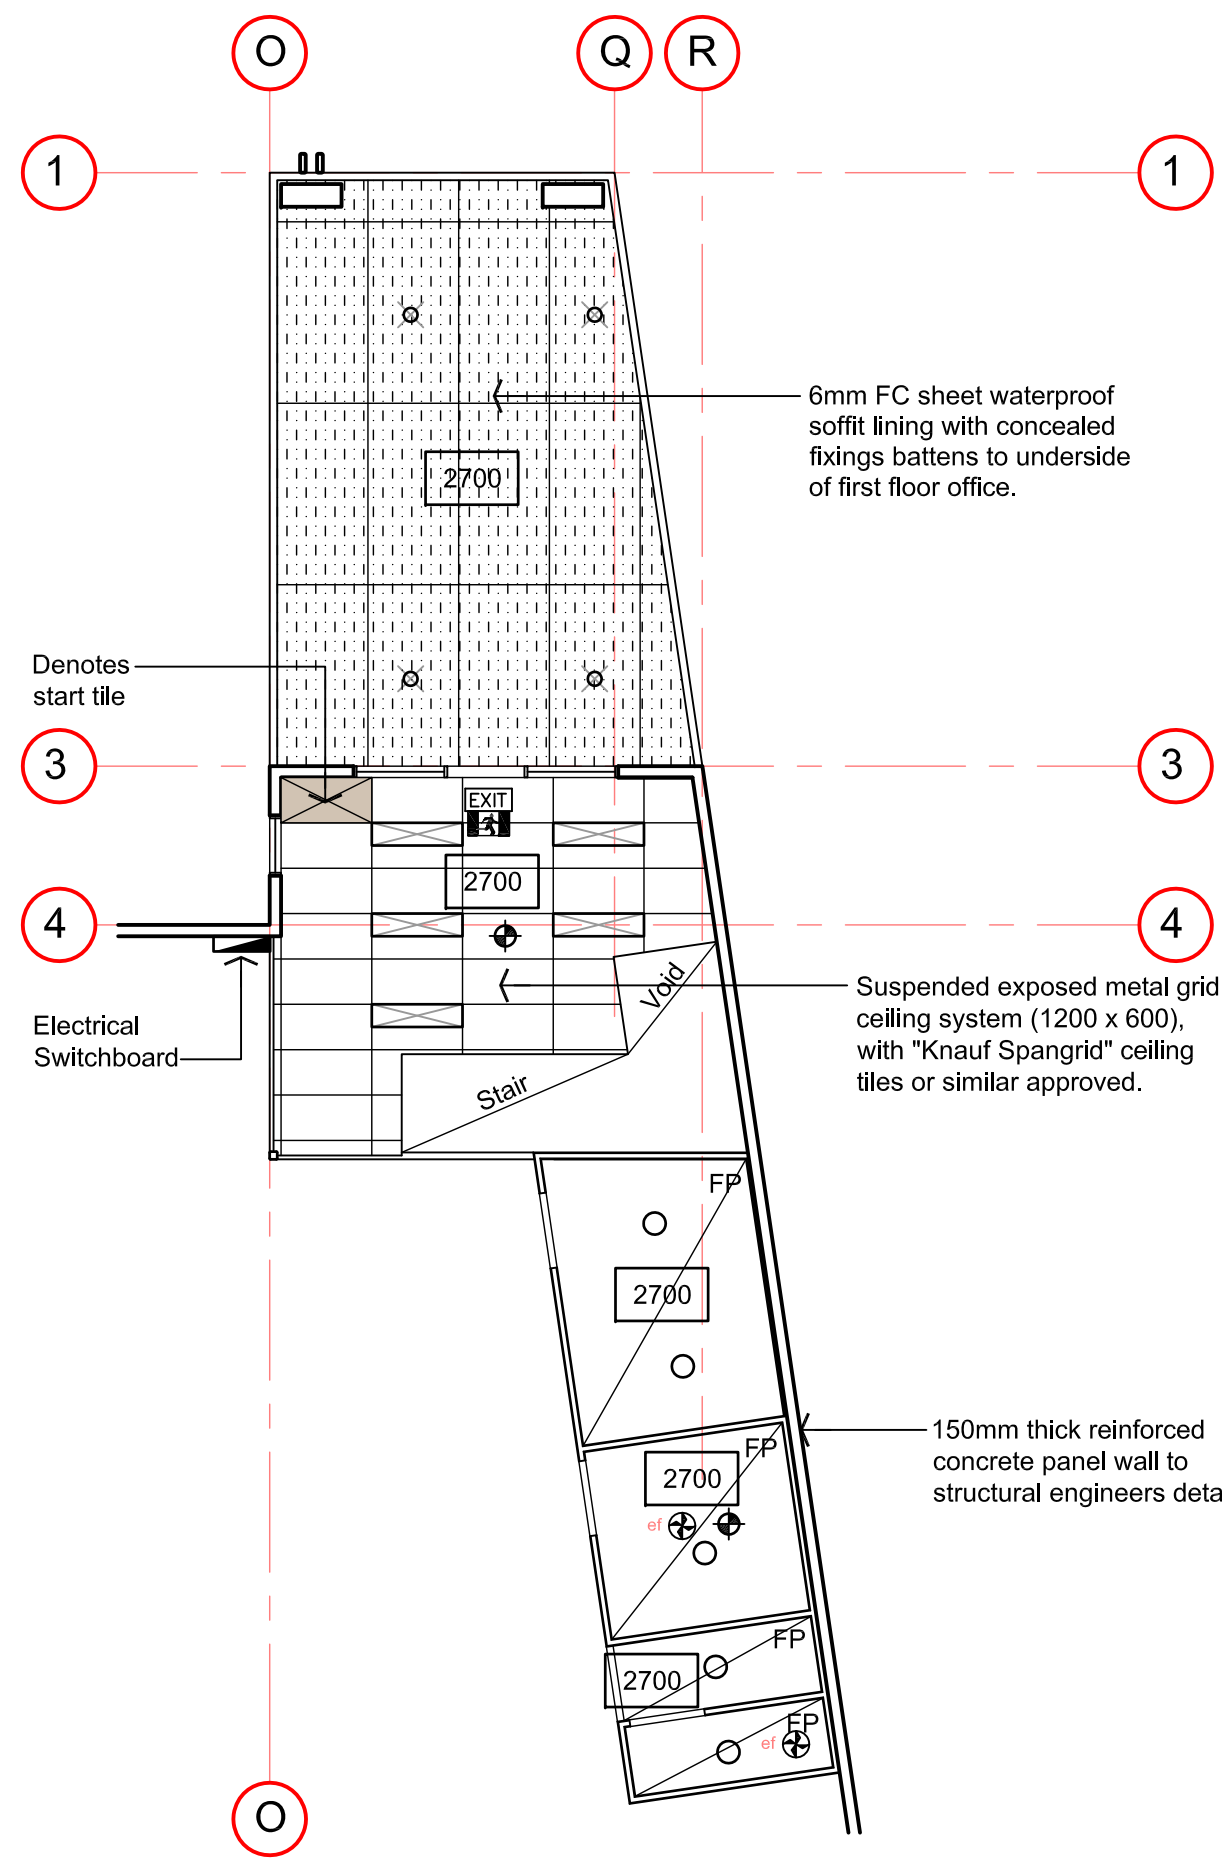 O
Q
R
1
1
6mm FC sheet waterproof
soffit lining with concealed
fixings battens to underside
of first floor office.
2700
Denotes
start tile
3
3
EXIT
2700
4
4
Void
Suspended exposed metal grid
ceiling system (1200 x 600),
with "Knauf Spangrid" ceiling
tiles or similar approved.
Electrical
Switchboard
Stair
FP
2700
150mm thick reinforced
concrete panel wall to
structural engineers deta
FP
2700
ef
FP
2700
FP
ef
O